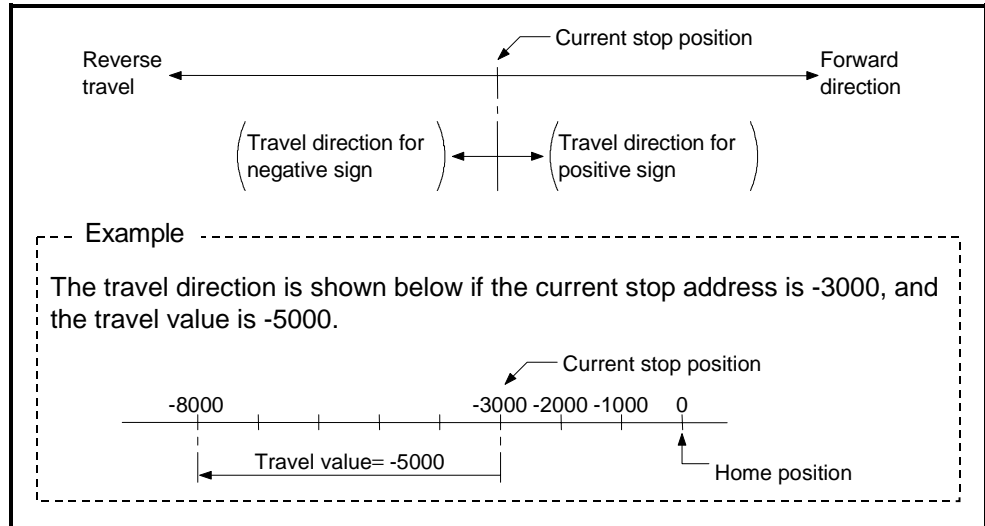 Current stop position
Reverse
travel
Forward
direction
Travel direction for
negative sign
Travel direction for
positive sign
Example
The travel direction is shown below if the current stop address is -3000, and
the travel value is -5000.
Current stop position
-8000 -3000 -2000 -1000 0
Travel value= -5000
Home position